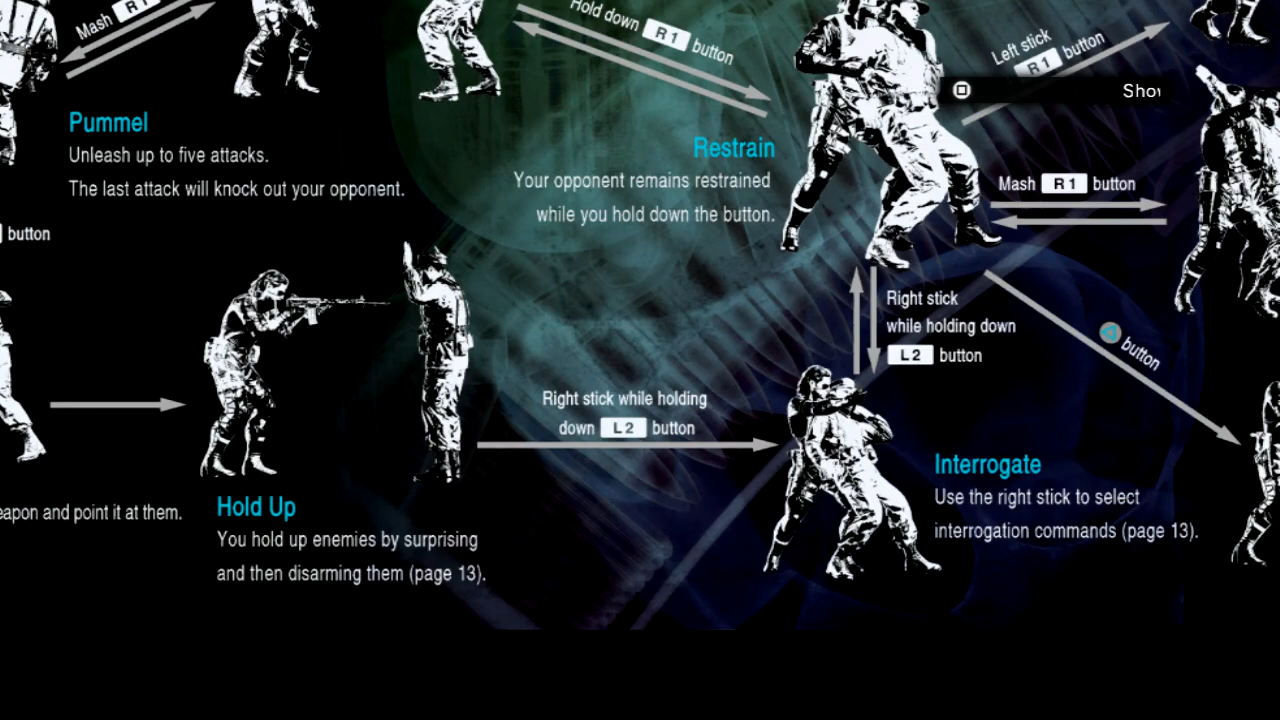 Mash R1
Hold down R1 button
Left stick
R1 button
Pummel
Unleash up to five attacks.
The last attack will knock out your opponent.
Restrain
Your opponent remains restrained
while you hold down the button.
Mash R1 button
button
Right stick
while holding down
L2 button
button
Right stick while holding
down L2 button
Interrogate
Use the right stick to select
interrogation commands (page 13).
and point it at them.
Hold Up
You hold up enemies by surprising
and then disarming them (page 13).